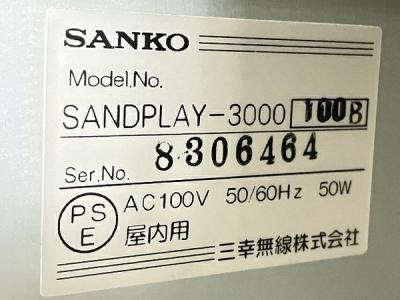 SANKO
Model.No.
SANDPLAY-3000 100B
Ser.No. 8306464
PSE AC100V 50/60Hz 50W
屋内用
三幸無線株式会社